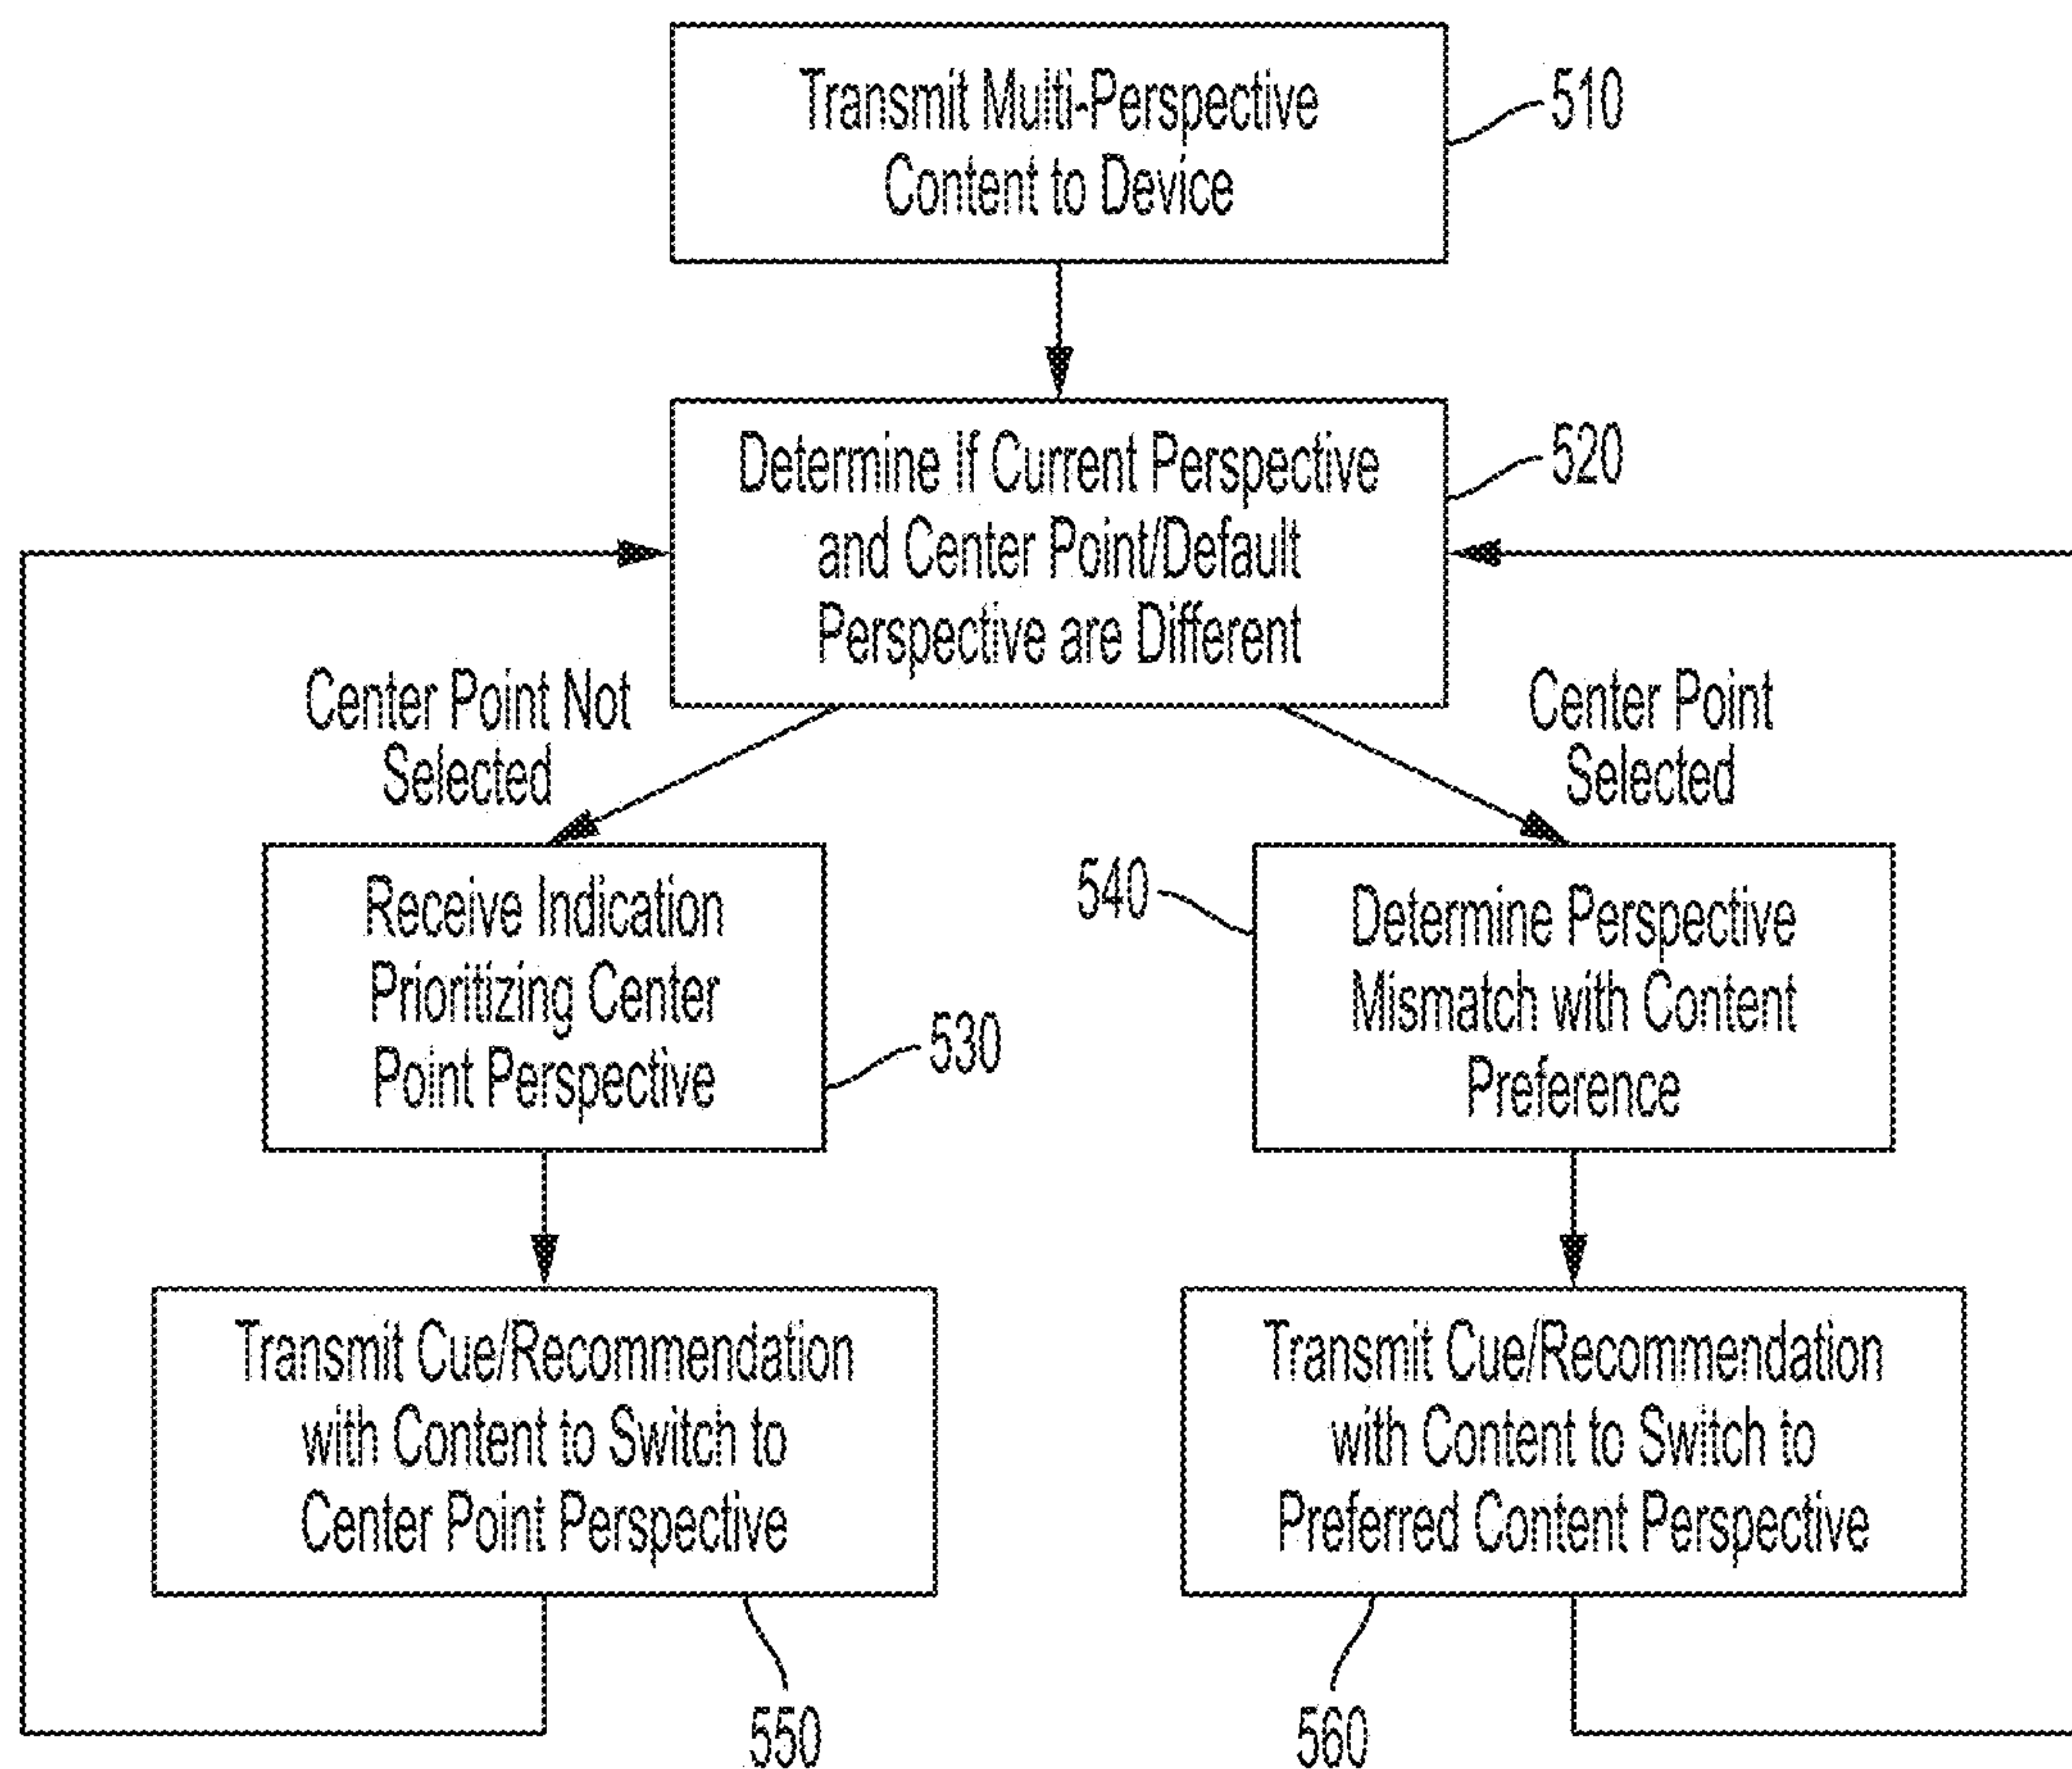 Transmit Muiti-Perspective
Content to Device
510
Determine If Current Perspective
and Center Point/Default
Perspective are Different
520
Center Point Not
Selected
Center Point
Selected
Receive Indication
Prioritizing Center
Point Perspective
530
540
Determine Perspective
Mismatch with Content
Preference
Transmit Cue/Recommendation
with Content to Switch to
Center Point Perspective
550
Transmit Cue/Recommendation
with Content to Switch to
Preferred Content Perspective
560